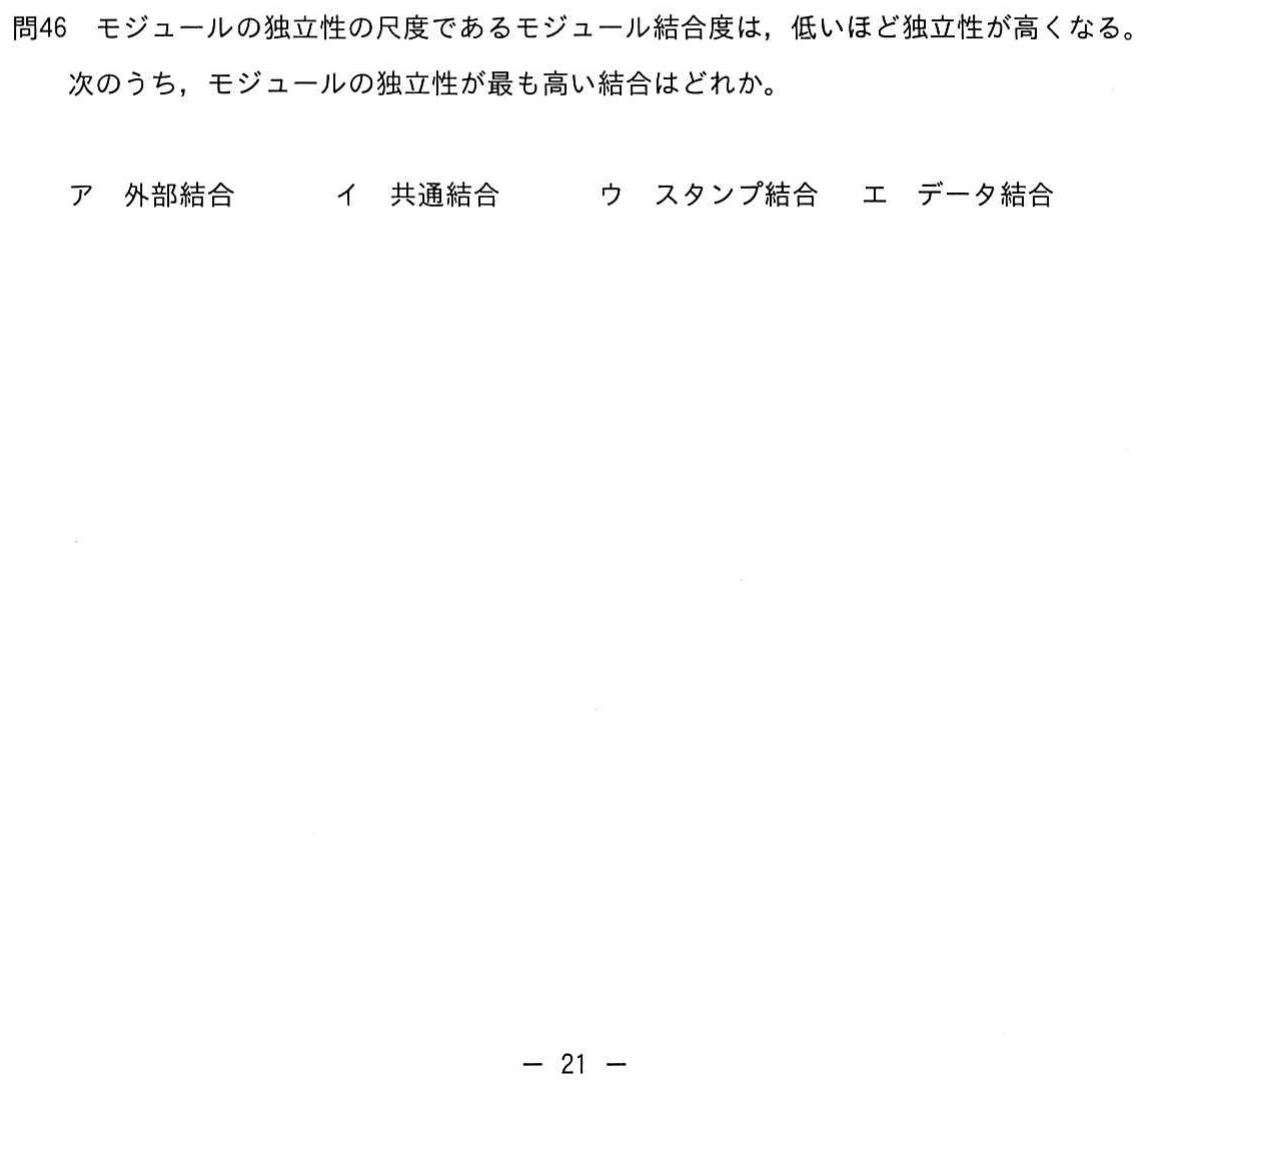 問46　モジュールの独立性の尺度であるモジュール結合度は，低いほど独立性が高くなる。
次のうち，モジュールの独立性が最も高い結合はどれか。
ア　外部結合　　イ　共通結合　　ウ　スタンプ結合　　エ　データ結合
－ 21 －